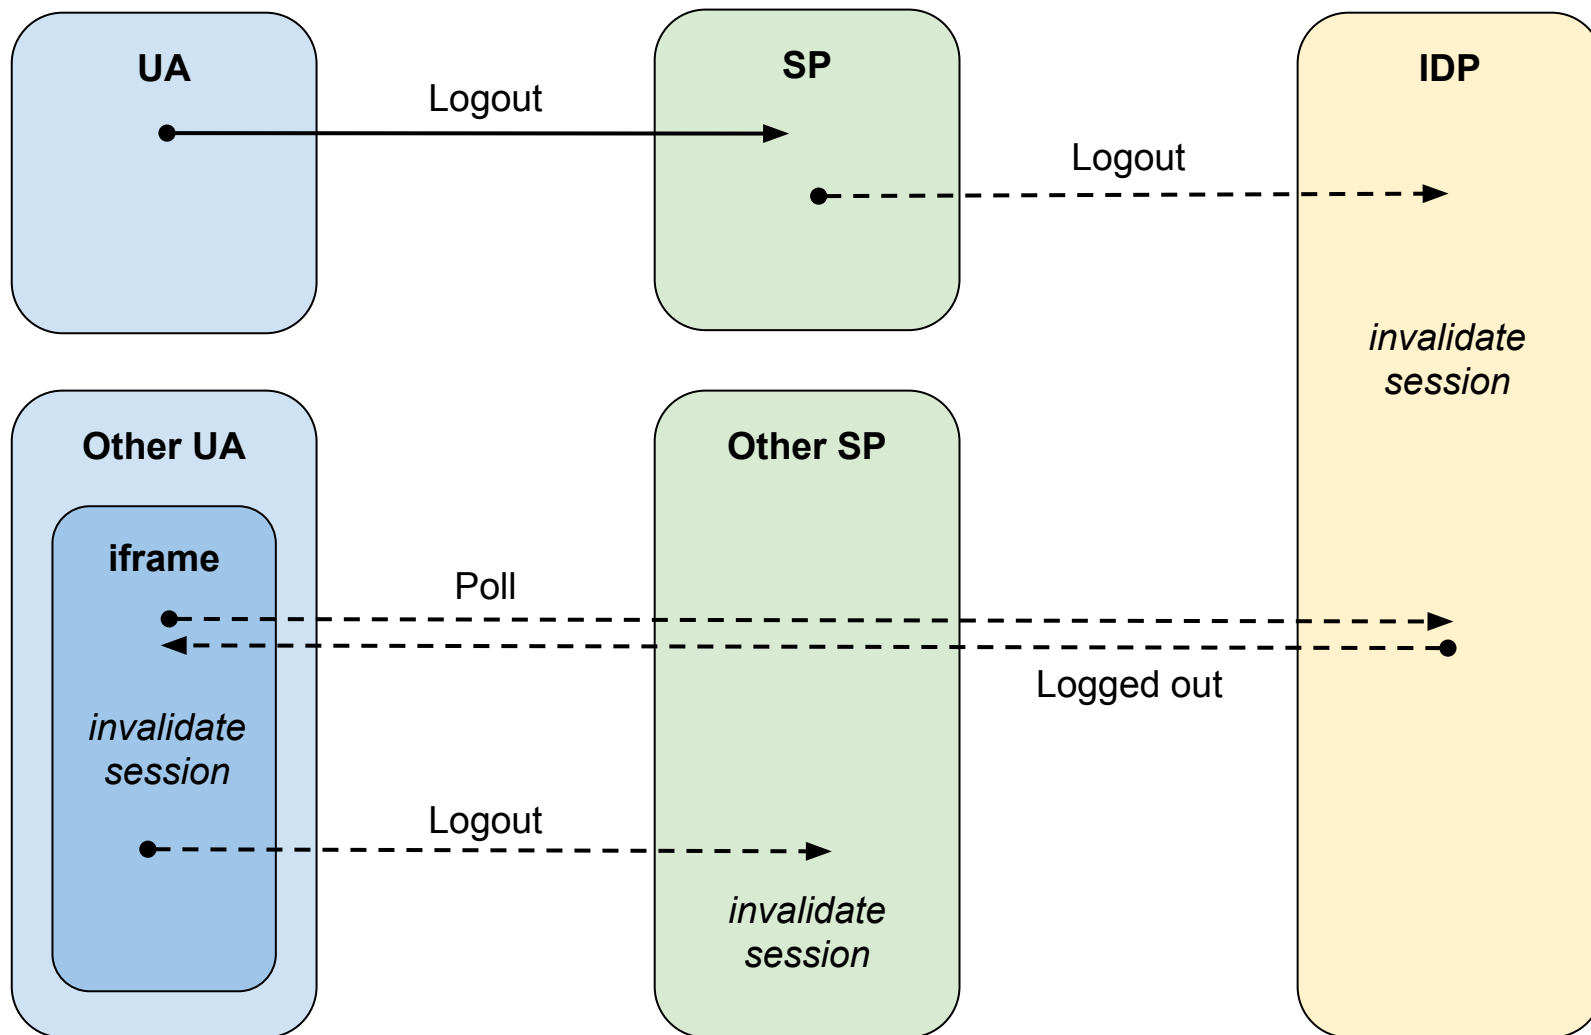 UA
SP
IDP
Logout
Logout
invalidate
session
Other UA
Other SP
iframe
Poll
Logged out
invalidate
session
Logout
invalidate
session